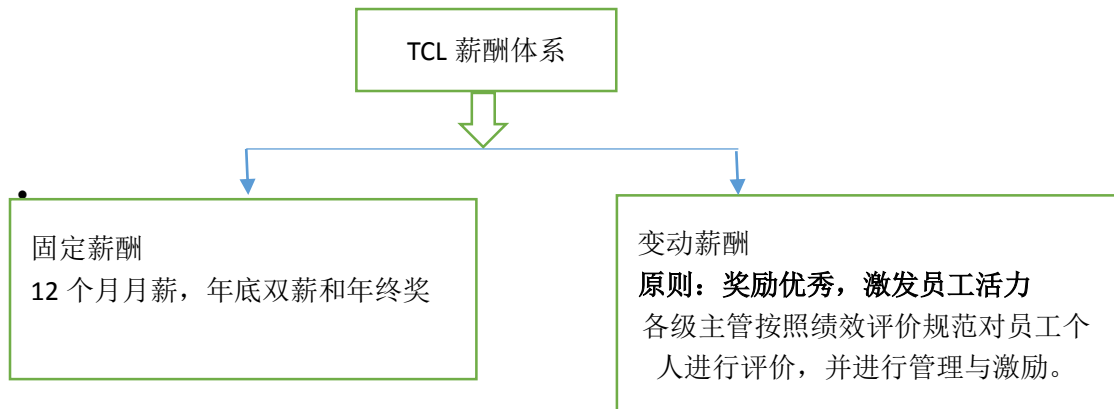 TCL 薪酬体系
固定薪酬
12 个月月薪，年底双薪和年终奖
变动薪酬
原则：奖励优秀，激发员工活力
各级主管按照绩效评价规范对员工个
人进行评价，并进行管理与激励。